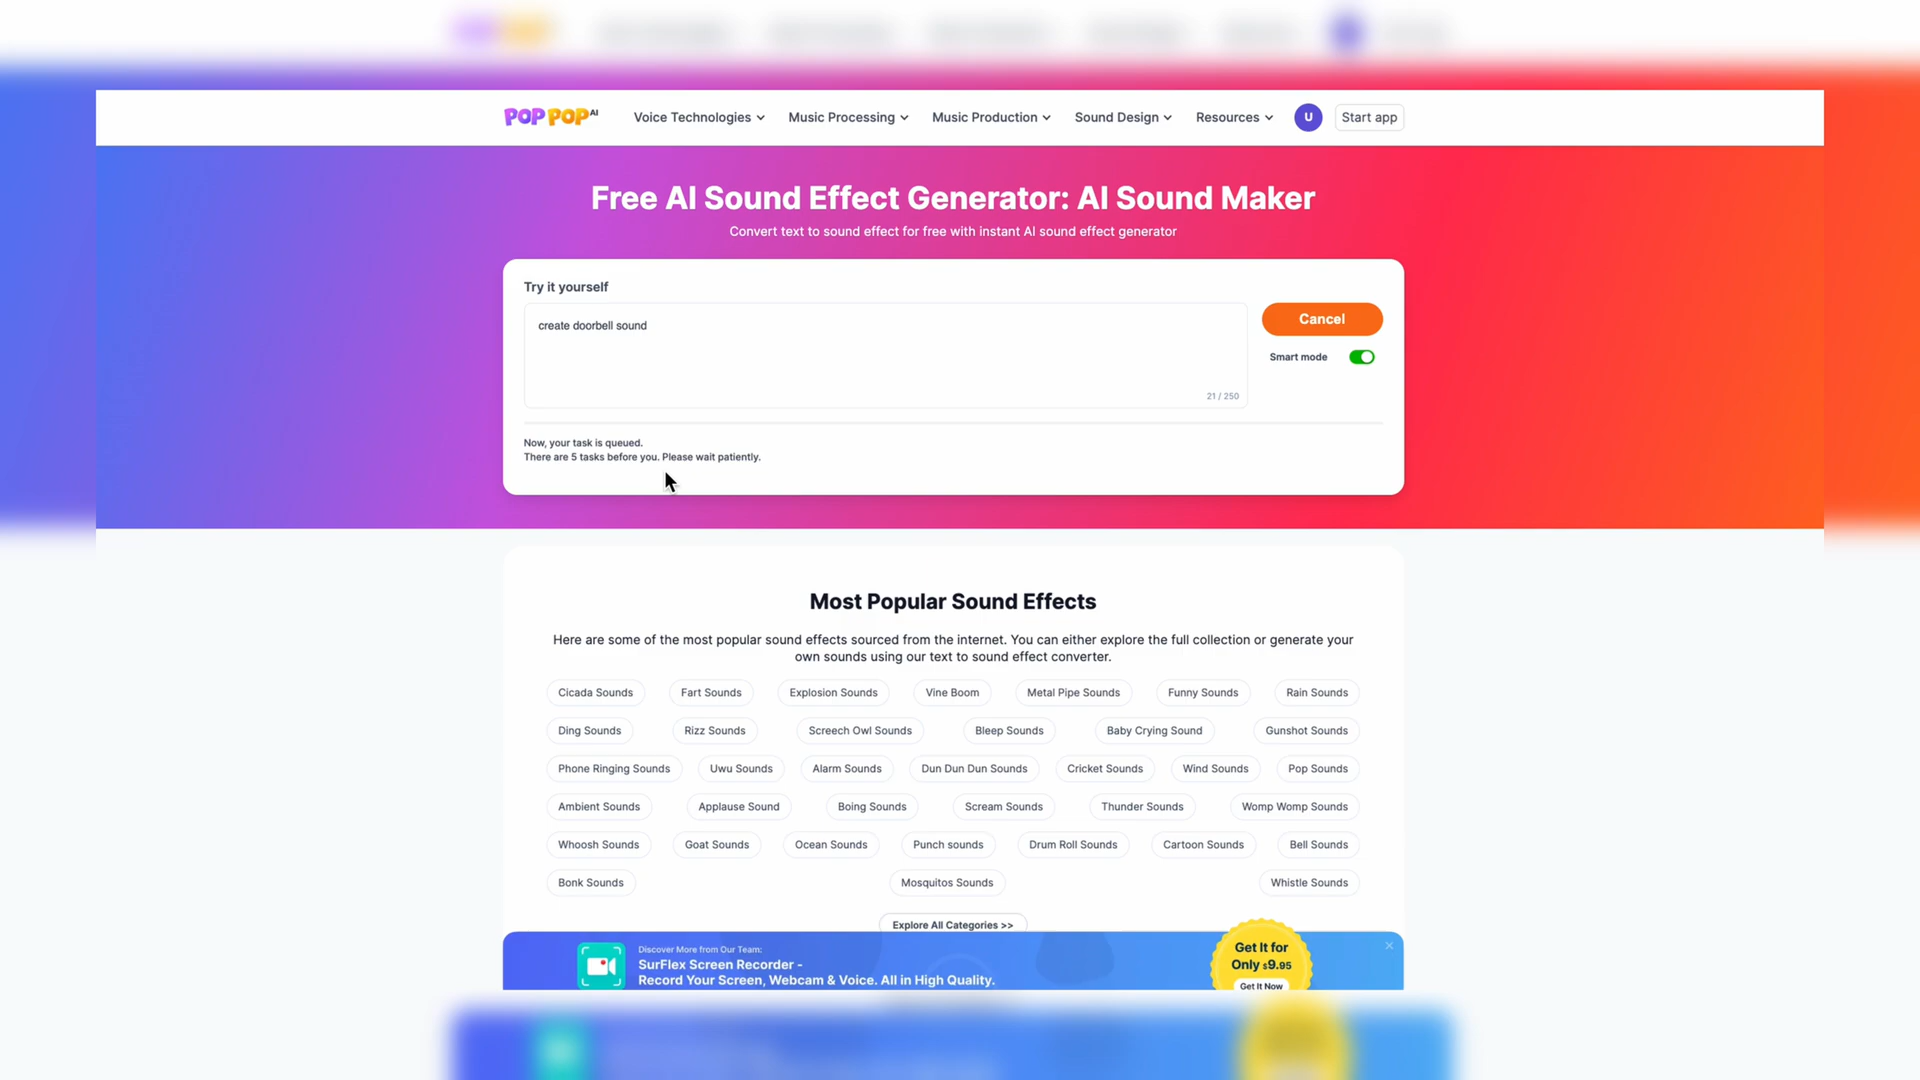 POP POP AI
Voice Technologies
Music Processing
Music Production
Sound Design
Resources
U
Start app
Free AI Sound Effect Generator: AI Sound Maker
Convert text to sound effect for free with instant AI sound effect generator
Try it yourself
create doorbell sound
21 / 250
Cancel
Smart mode
Now, your task is queued.
There are 5 tasks before you. Please wait patiently.
Most Popular Sound Effects
Here are some of the most popular sound effects sourced from the internet. You can either explore the full collection or generate your
own sounds using our text to sound effect converter.
Cicada Sounds
Fart Sounds
Explosion Sounds
Vine Boom
Metal Pipe Sounds
Funny Sounds
Rain Sounds
Ding Sounds
Rizz Sounds
Screech Owl Sounds
Bleep Sounds
Baby Crying Sound
Gunshot Sounds
Phone Ringing Sounds
Uwu Sounds
Alarm Sounds
Dun Dun Dun Sounds
Cricket Sounds
Wind Sounds
Pop Sounds
Ambient Sounds
Applause Sound
Boing Sounds
Scream Sounds
Thunder Sounds
Womp Womp Sounds
Whoosh Sounds
Goat Sounds
Ocean Sounds
Punch sounds
Drum Roll Sounds
Cartoon Sounds
Bell Sounds
Bonk Sounds
Mosquitos Sounds
Whistle Sounds
Explore All Categories >>
Discover More from Our Team:
SurFlex Screen Recorder -
Record Your Screen, Webcam & Voice. All in High Quality.
Get It for
Only $9.95
Get It Now